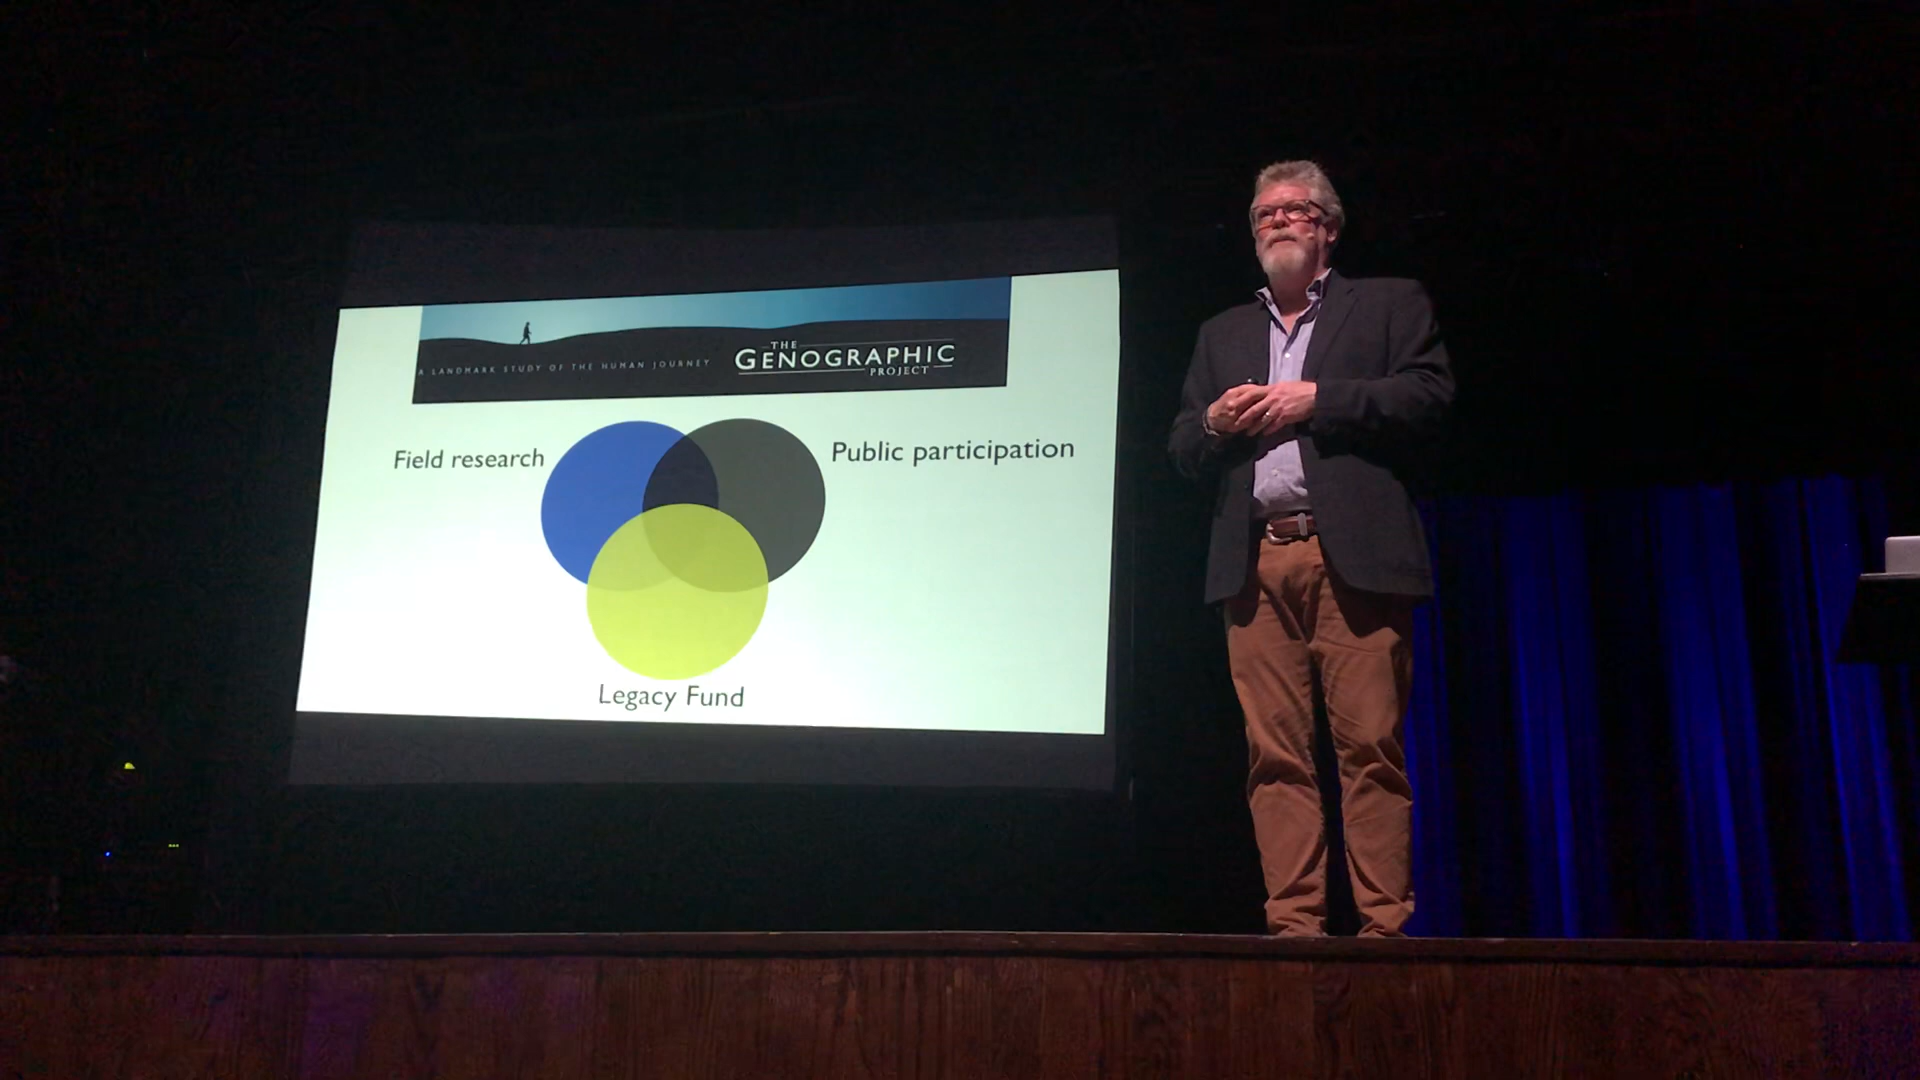 A LANDMARK STUDY OF THE HUMAN JOURNEY
THE
GENOGRAPHIC
PROJECT
Field research
Public participation
Legacy Fund